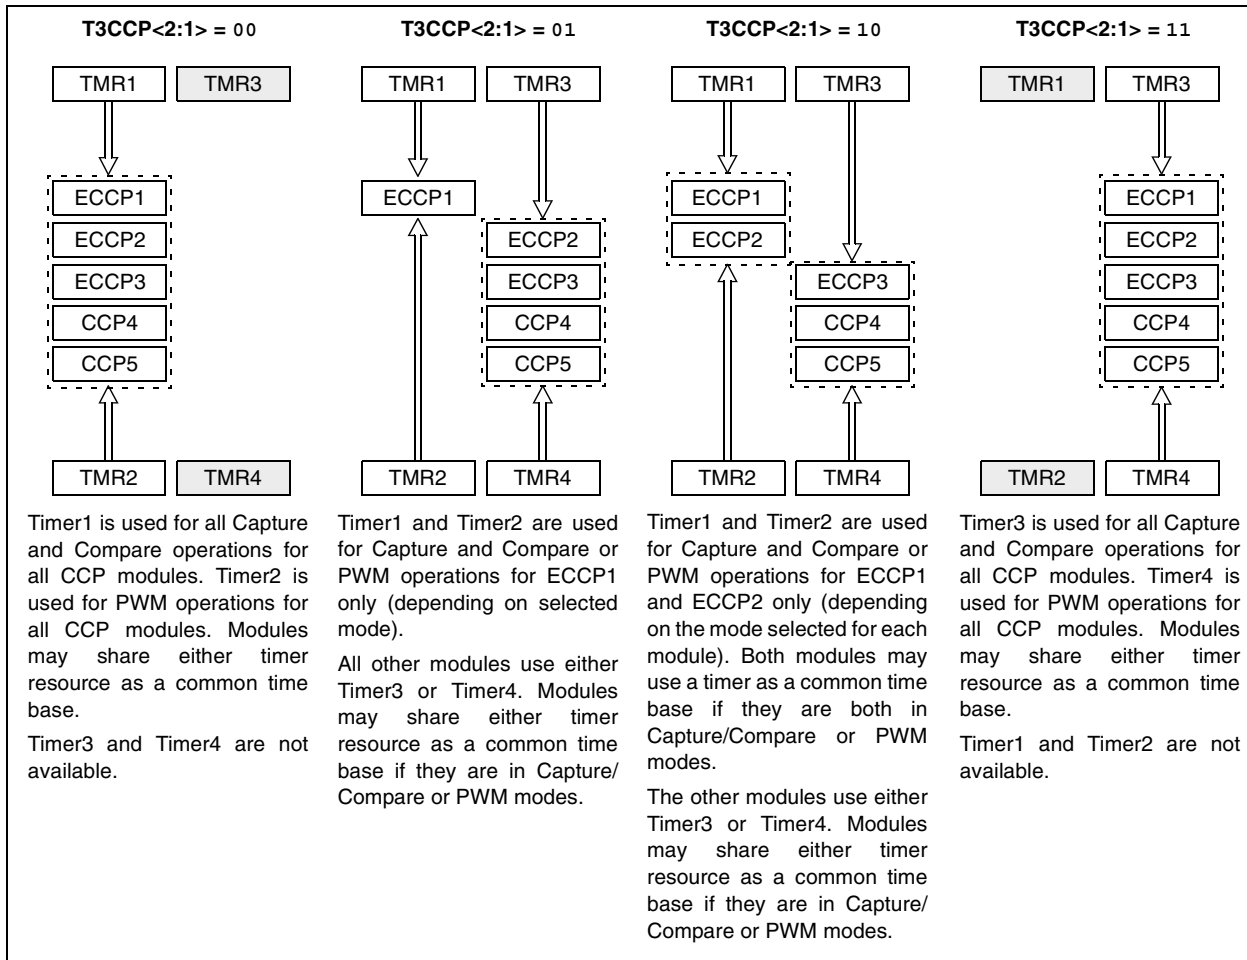 T3CCP<2:1> = 00
TMR1 TMR3
ECCP1
ECCP2
ECCP3
CCP4
CCP5
TMR2 TMR4
Timer1 is used for all Capture
and Compare operations for
all CCP modules. Timer2 is
used for PWM operations for
all CCP modules. Modules
may share either timer
resource as a common time
base.
Timer3 and Timer4 are not
available.
T3CCP<2:1> = 01
TMR1 TMR3
ECCP1
ECCP2
ECCP3
CCP4
CCP5
TMR2 TMR4
Timer1 and Timer2 are used
for Capture and Compare or
PWM operations for ECCP1
only (depending on selected
mode).
All other modules use either
Timer3 or Timer4. Modules
may share either timer
resource as a common time
base if they are in Capture/
Compare or PWM modes.
T3CCP<2:1> = 10
TMR1 TMR3
ECCP1
ECCP2
ECCP3
CCP4
CCP5
TMR2 TMR4
Timer1 and Timer2 are used
for Capture and Compare or
PWM operations for ECCP1
and ECCP2 only (depending
on the mode selected for each
module). Both modules may
use a timer as a common time
base if they are both in
Capture/Compare or PWM
modes.
The other modules use either
Timer3 or Timer4. Modules
may share either timer
resource as a common time
base if they are in Capture/
Compare or PWM modes.
T3CCP<2:1> = 11
TMR1 TMR3
ECCP1
ECCP2
ECCP3
CCP4
CCP5
TMR2 TMR4
Timer3 is used for all Capture
and Compare operations for
all CCP modules. Timer4 is
used for PWM operations for
all CCP modules. Modules
may share either timer
resource as a common time
base.
Timer1 and Timer2 are not
available.